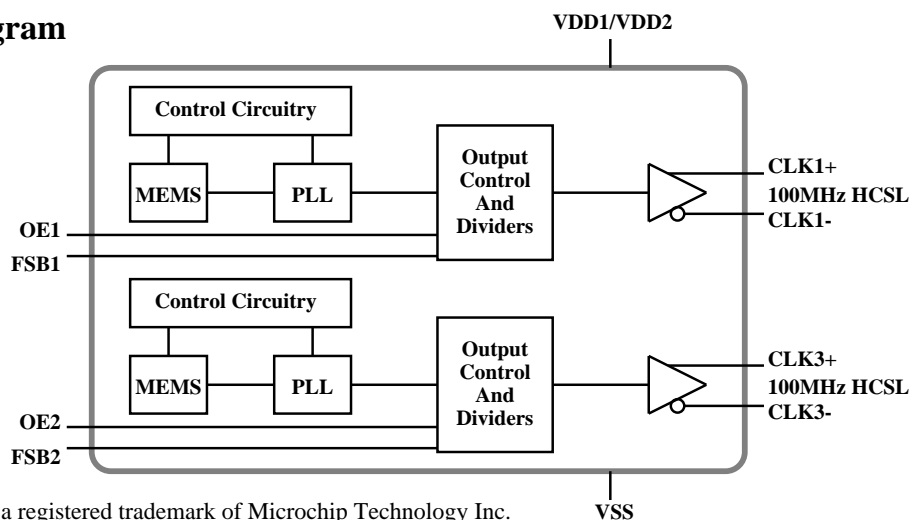 gram
VDD1/VDD2
Control Circuitry
MEMS
PLL
Output
Control
And
Dividers
CLK1+
100MHz HCSL
CLK1-
OE1
FSB1
Control Circuitry
MEMS
PLL
Output
Control
And
Dividers
CLK3+
100MHz HCSL
CLK3-
OE2
FSB2
VSS
a registered trademark of Microchip Technology Inc.